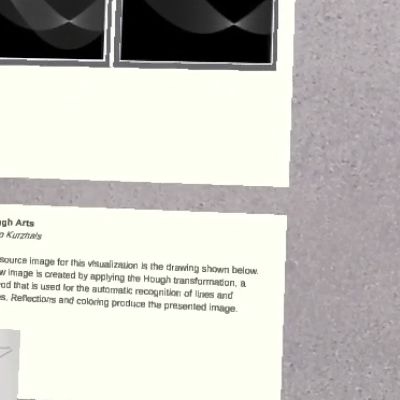 ugh Arts
o Kurzhals
source image for this visualization is the drawing shown below.
w image is created by applying the Hough transformation, a
od that is used for the automatic recognition of lines and
es. Reflections and coloring produce the presented image.